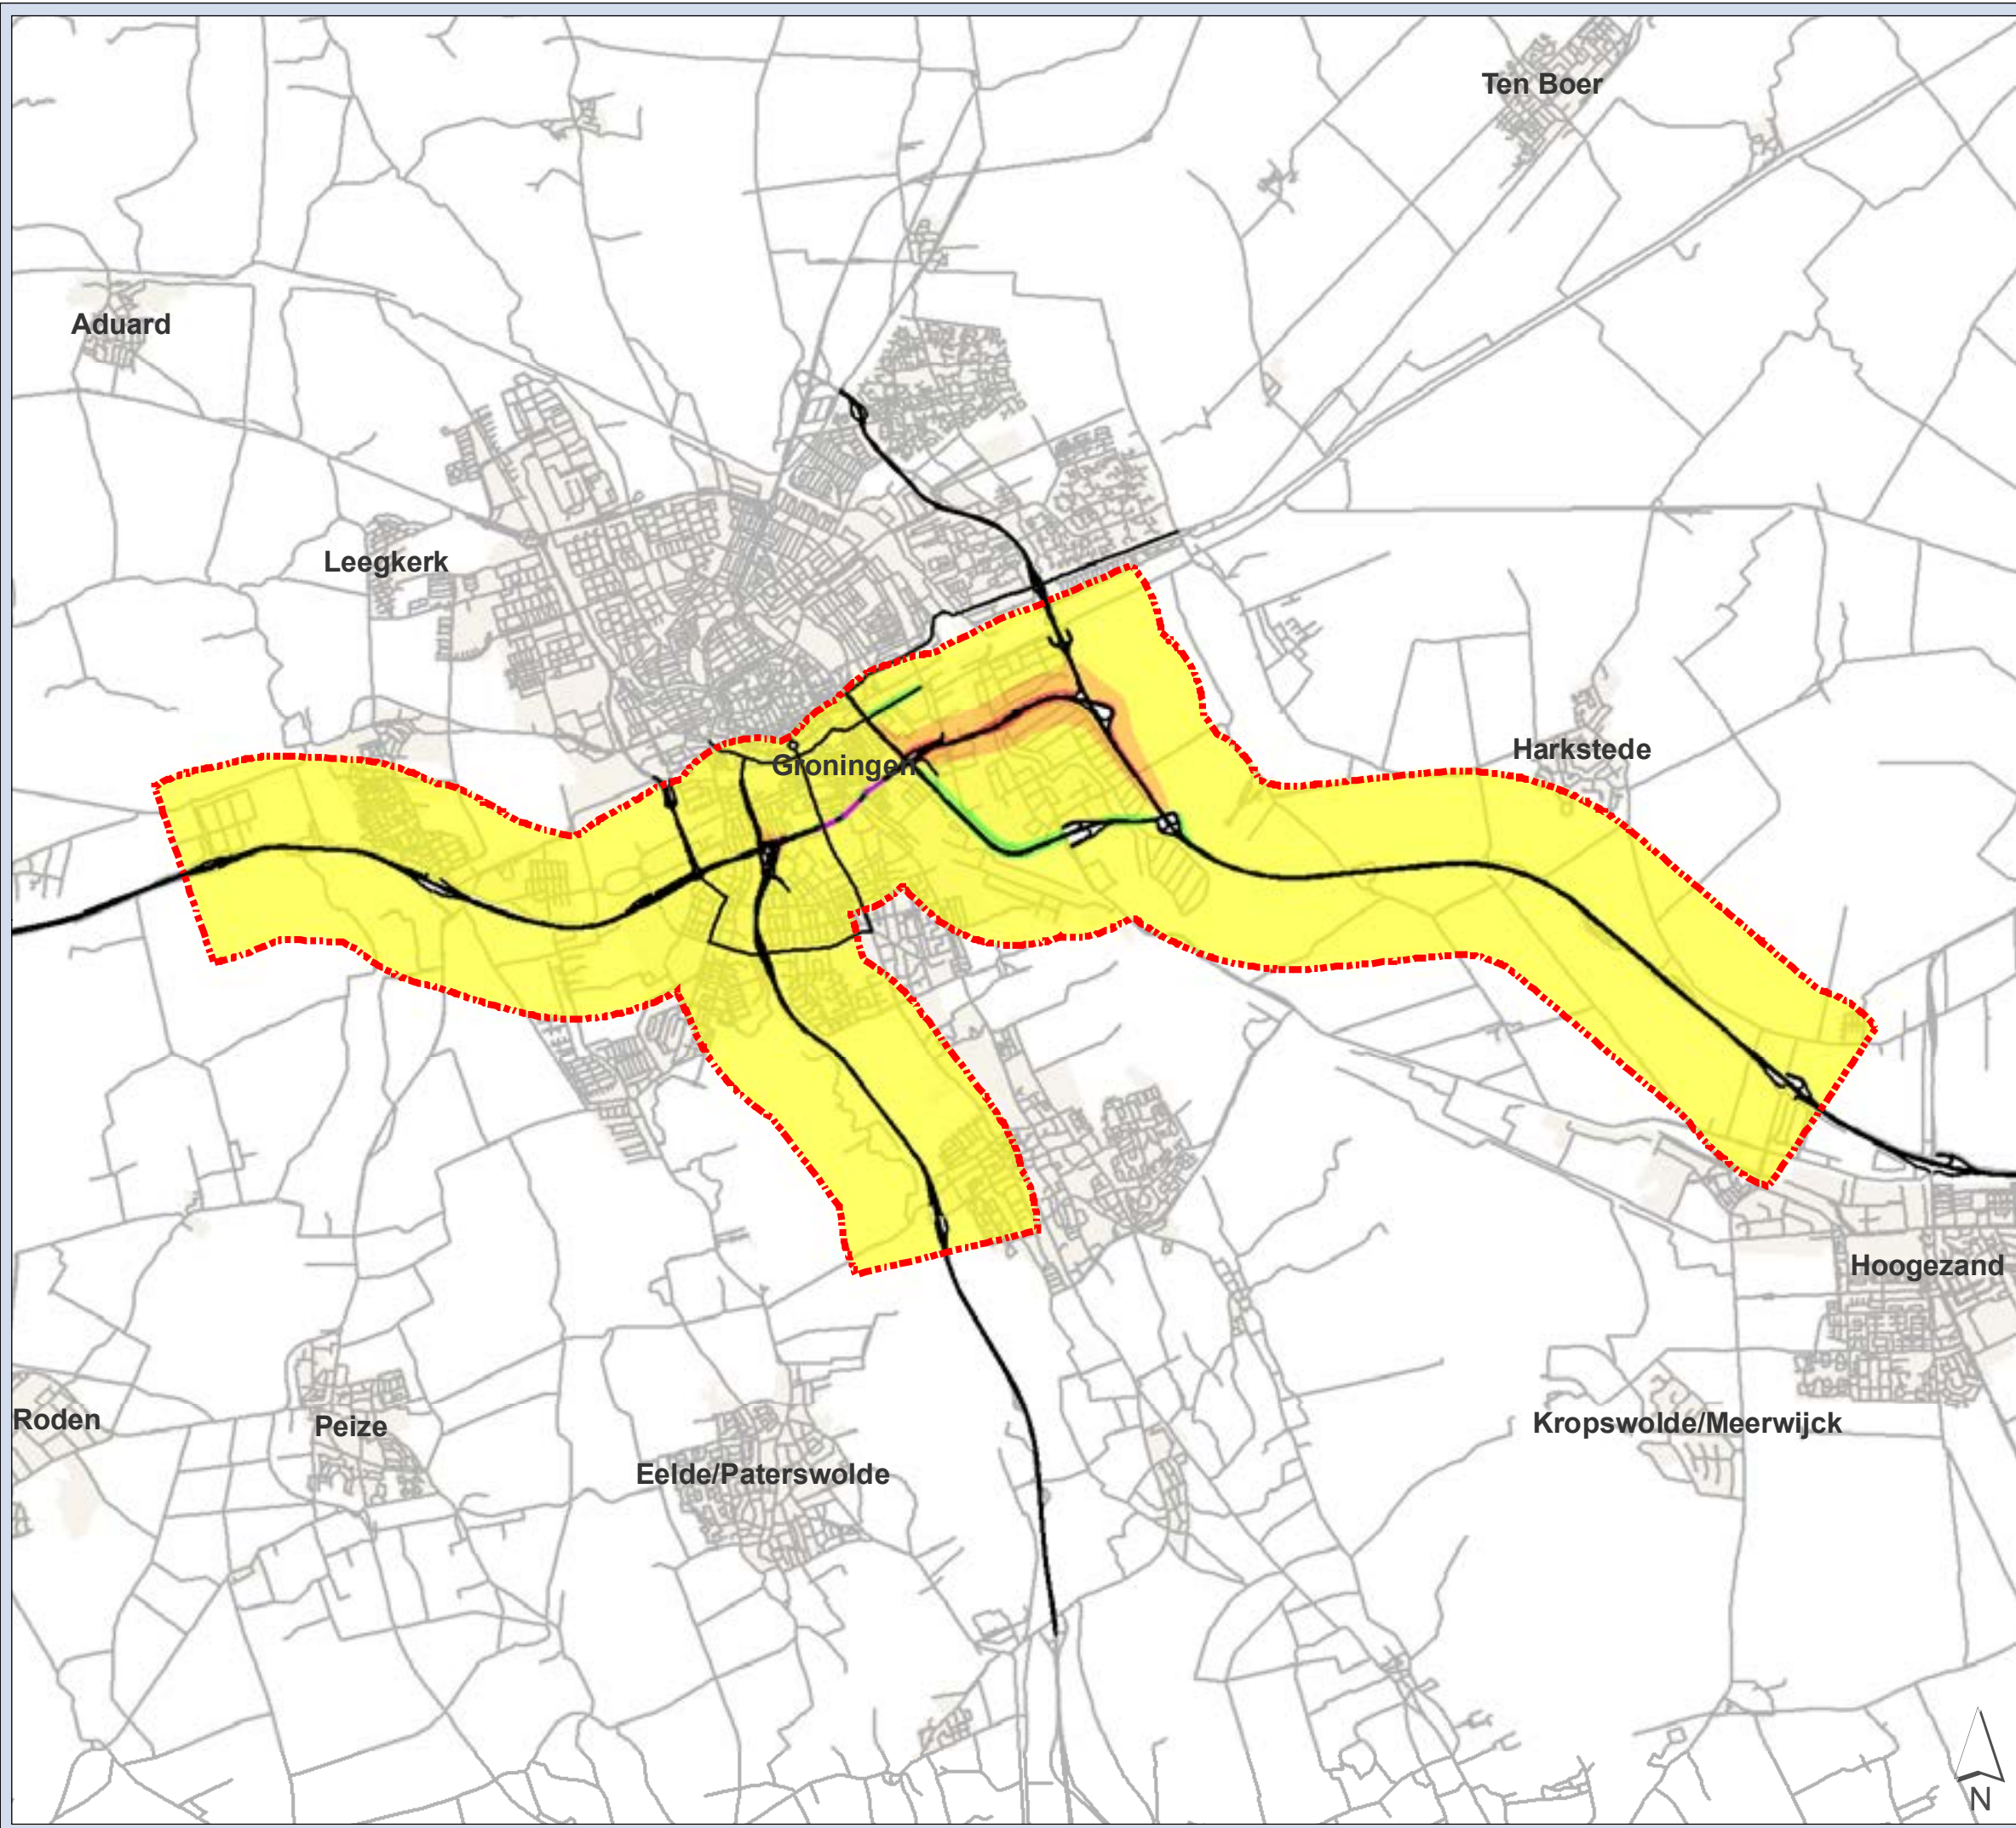 Ten Boer
Aduard
Leegkerk
Harkstede
Groningen
Hoogezand
Roden
Peize
Kropswolde/Meerwijck
Eelde/Paterswolde
N